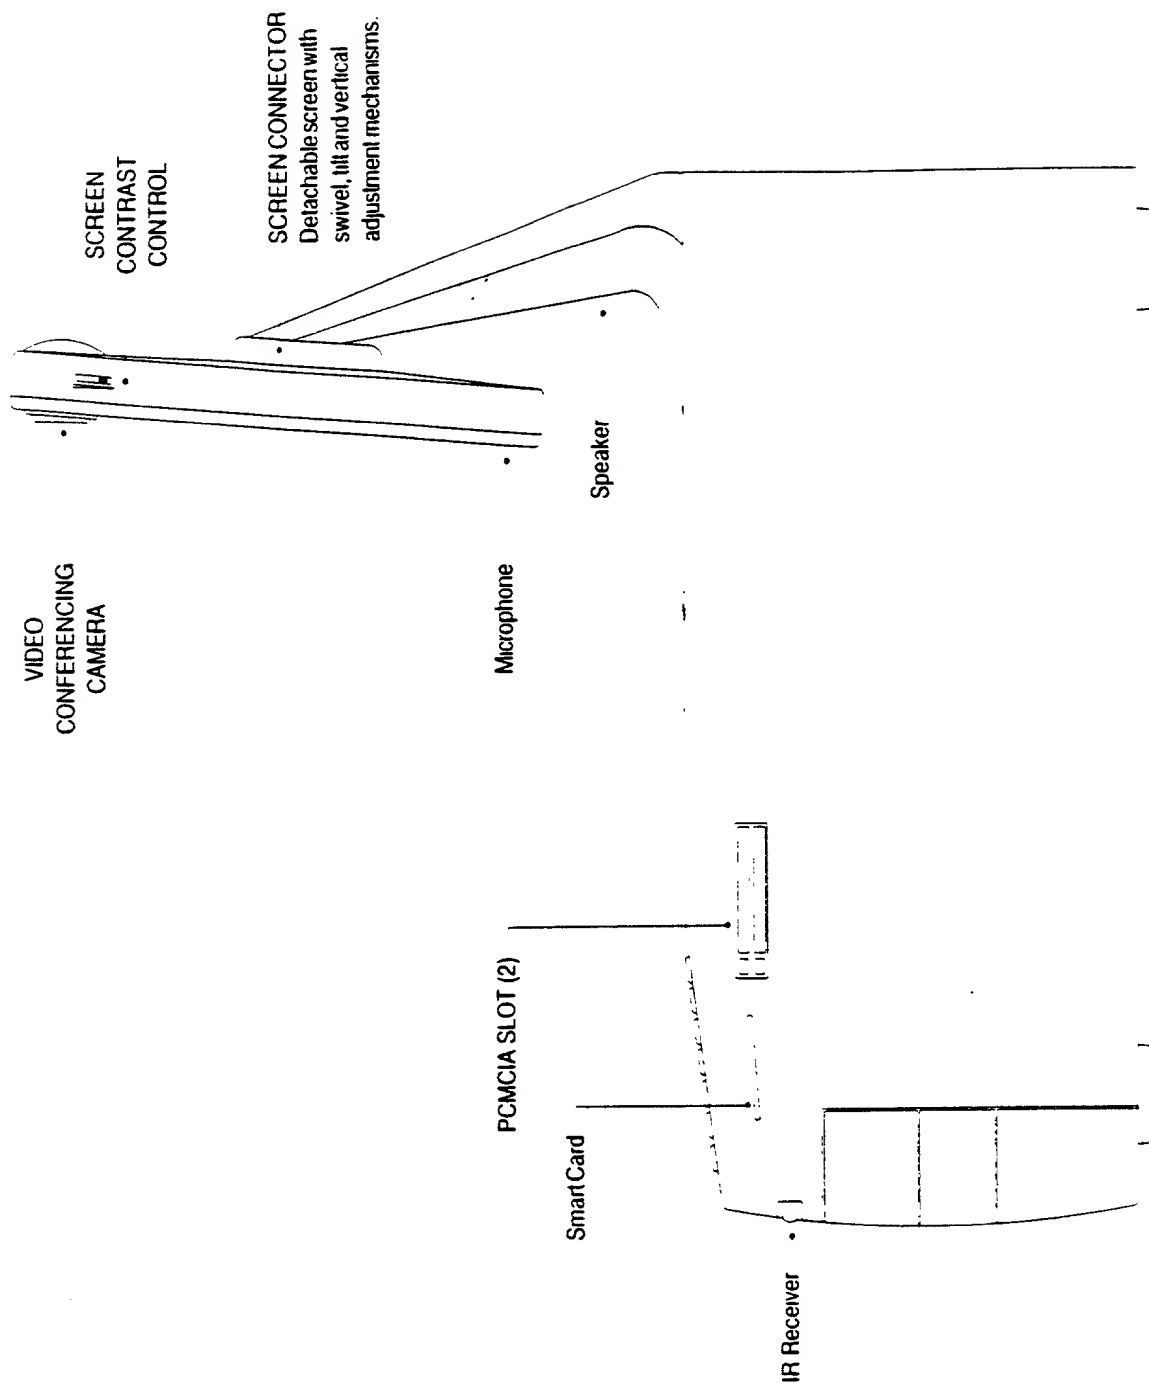 VIDEO
CONFERENCING
CAMERA
SCREEN
CONTRAST
CONTROL
SCREEN CONNECTOR
Detachable screen with
swivel, tilt and vertical
adjustment mechanisms.
Microphone
Speaker
PCMCIA SLOT (2)
Smart Card
IR Receiver